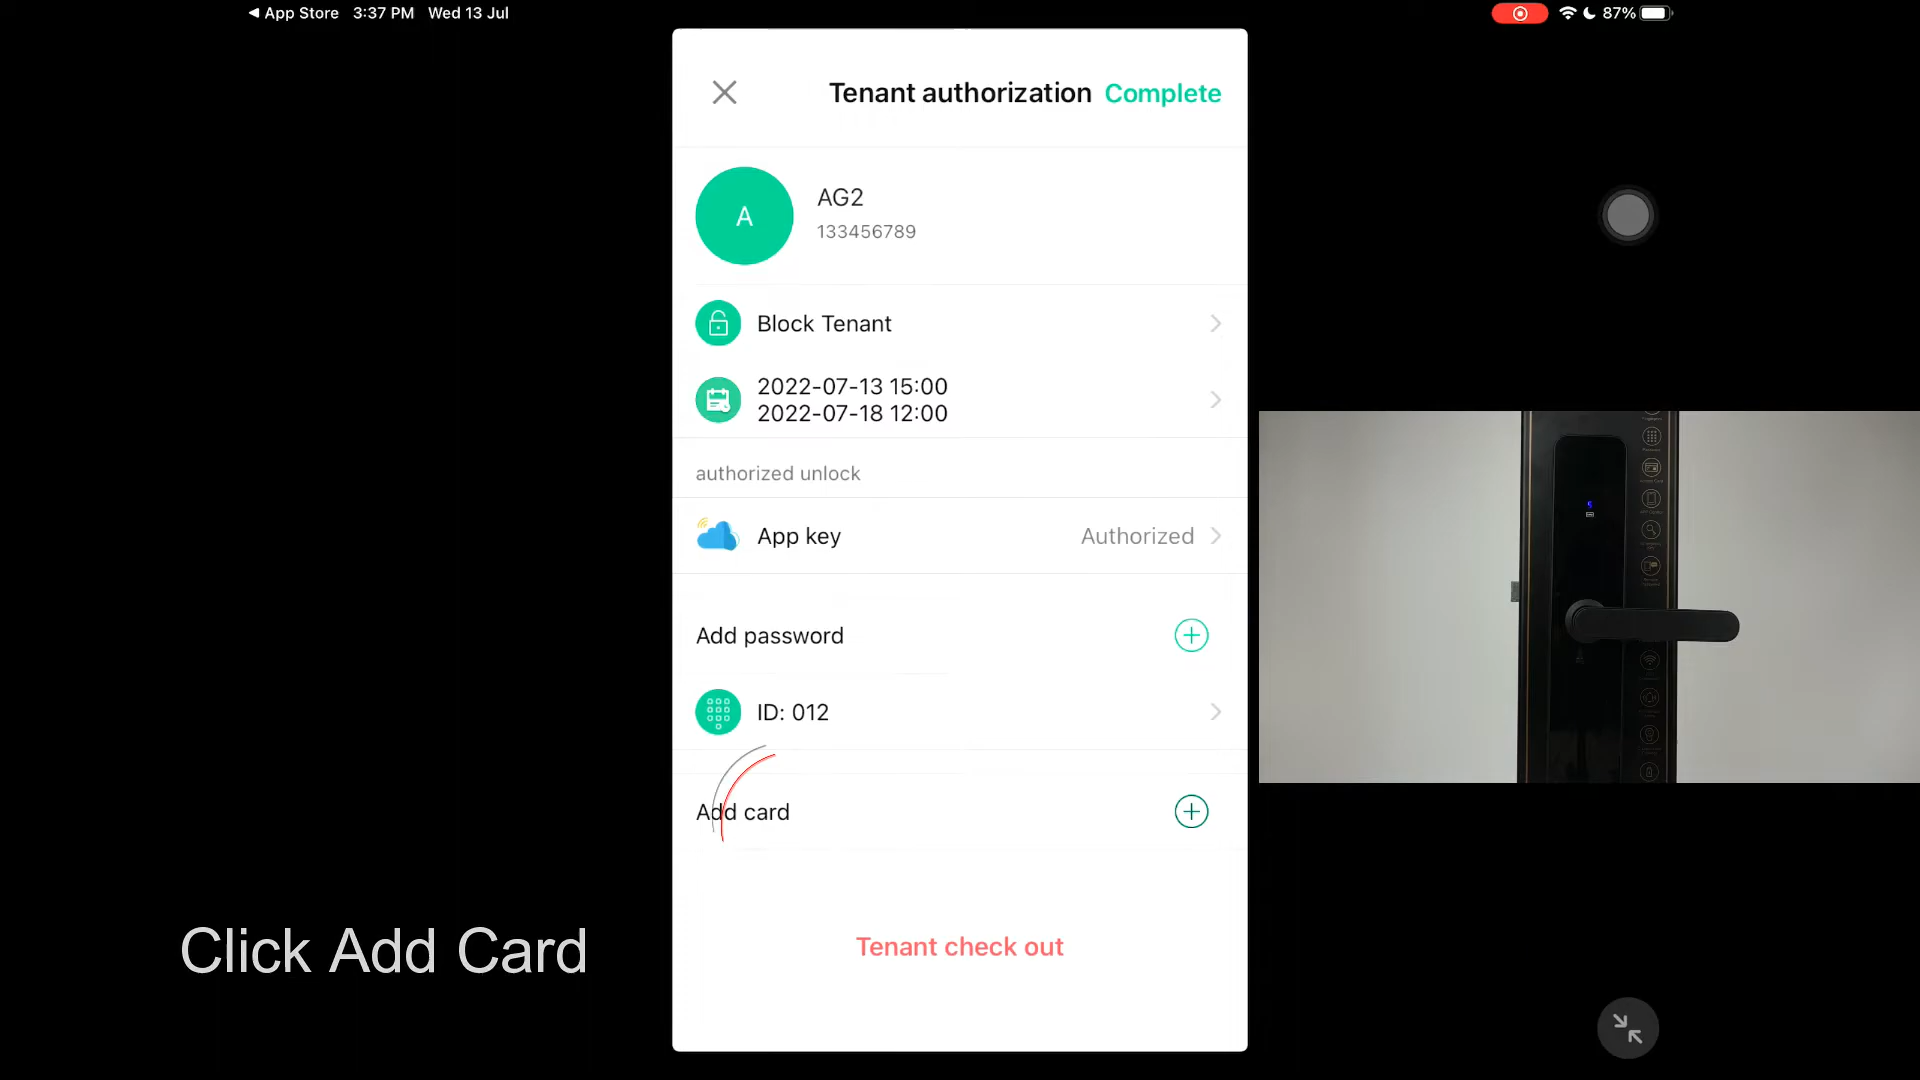 ◀ App Store 3:37 PM Wed 13 Jul
87%
Tenant authorization
Complete
A
AG2
133456789
Block Tenant
2022-07-13 15:00
2022-07-18 12:00
authorized unlock
App key
Authorized
Add password
ID: 012
Add card
Click Add Card
Tenant check out